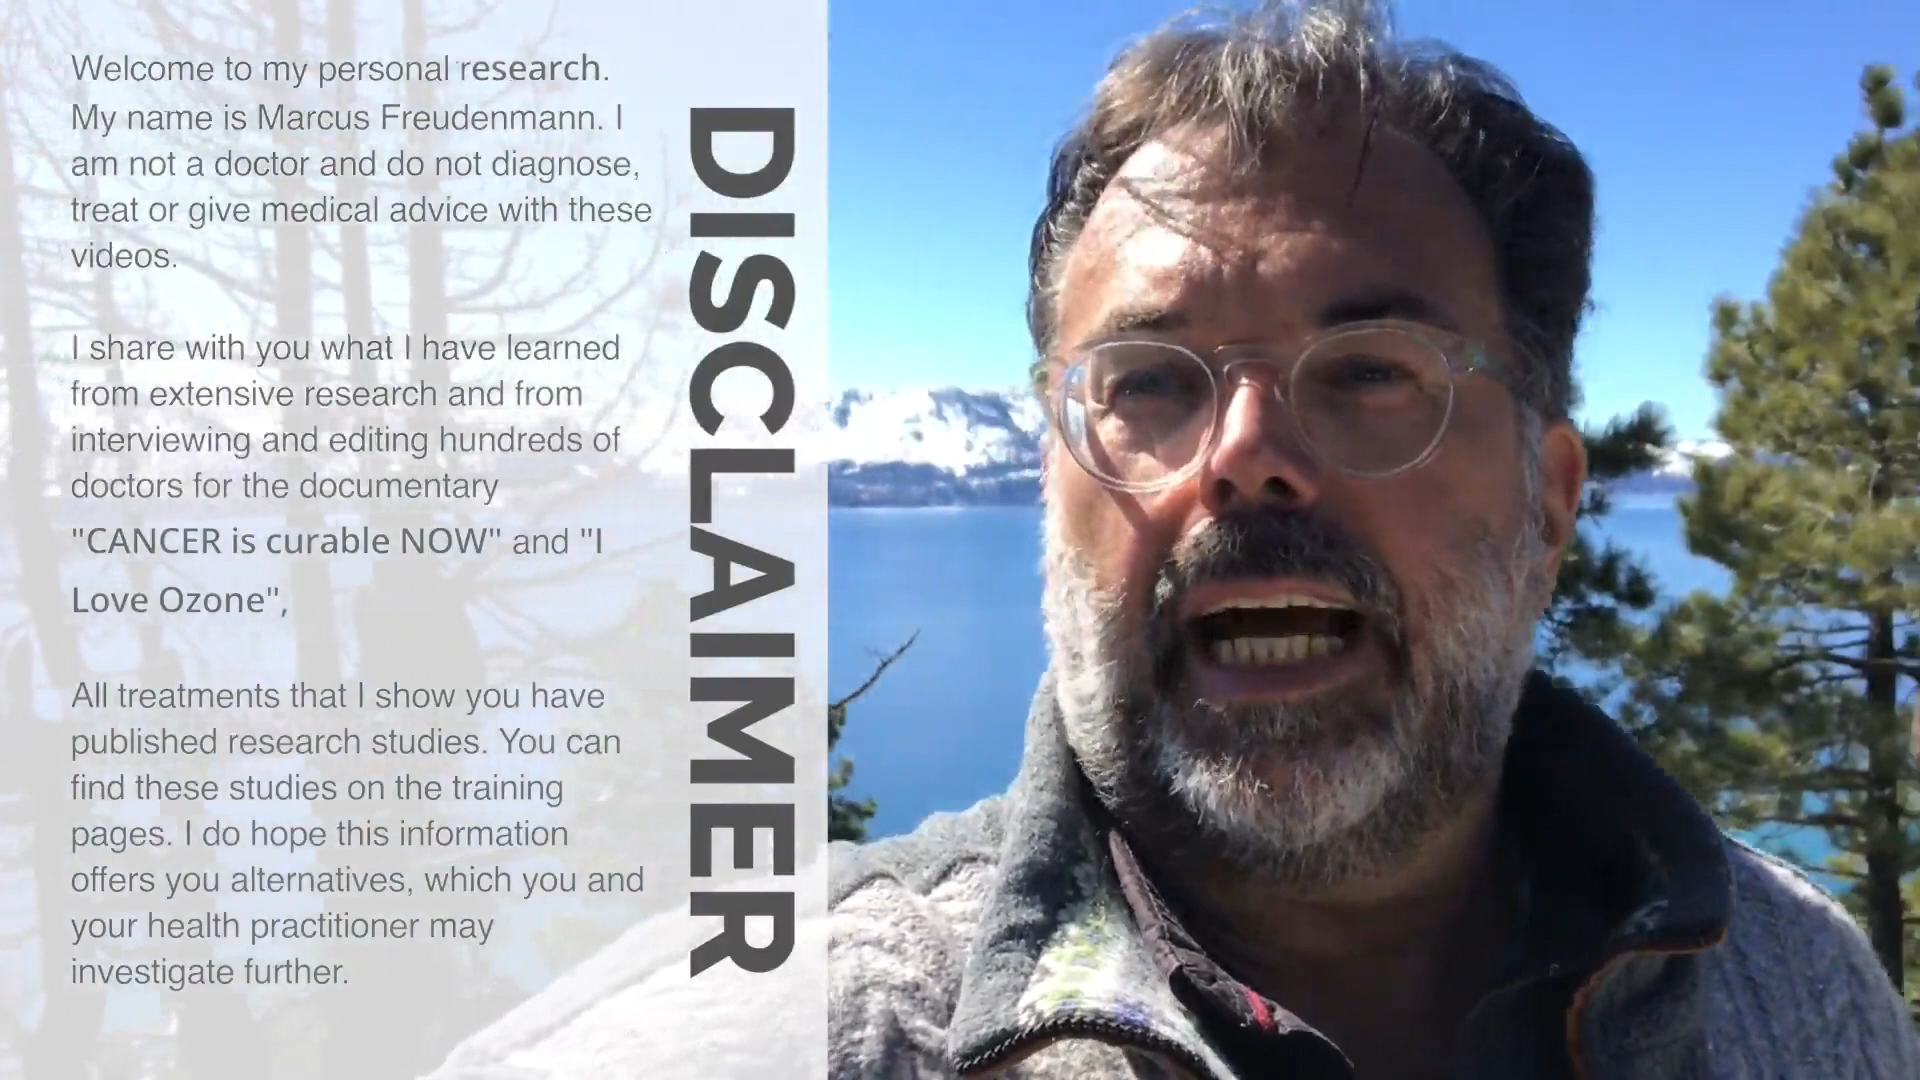 Welcome to my personal research.
My name is Marcus Freudenmann. I
am not a doctor and do not diagnose,
treat or give medical advice with these
videos.
I share with you what I have learned
from extensive research and from
interviewing and editing hundreds of
doctors for the documentary
"CANCER is curable NOW" and "I
Love Ozone",
All treatments that I show you have
published research studies. You can
find these studies on the training
pages. I do hope this information
offers you alternatives, which you and
your health practitioner may
investigate further.
DISCLAIMER